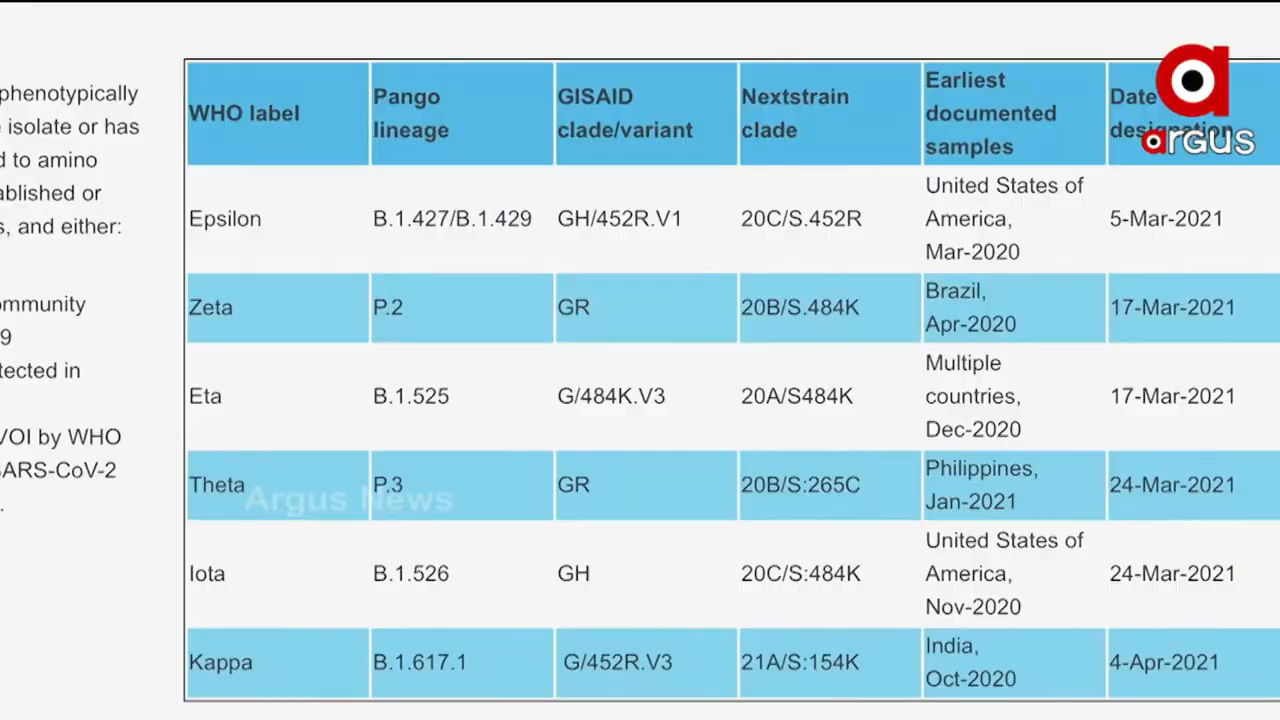 phenotypically
isolate or has
d to amino
ablished or
s, and either:
ommunity
9
tected in
VOI by WHO
SARS-CoV-2
.
WHO label
Pango
lineage
GISAID
clade/variant
Nextstrain
clade
Earliest
documented
samples
Date
designation
Epsilon
B.1.427/B.1.429
GH/452R.V1
20C/S.452R
United States of
America,
Mar-2020
5-Mar-2021
Zeta
P.2
GR
20B/S.484K
Brazil,
Apr-2020
17-Mar-2021
Eta
B.1.525
G/484K.V3
20A/S484K
Multiple
countries,
Dec-2020
17-Mar-2021
Theta
P.3
GR
20B/S:265C
Philippines,
Jan-2021
24-Mar-2021
Iota
B.1.526
GH
20C/S:484K
United States of
America,
Nov-2020
24-Mar-2021
Kappa
B.1.617.1
G/452R.V3
21A/S:154K
India,
Oct-2020
4-Apr-2021
a
argus
Argus News